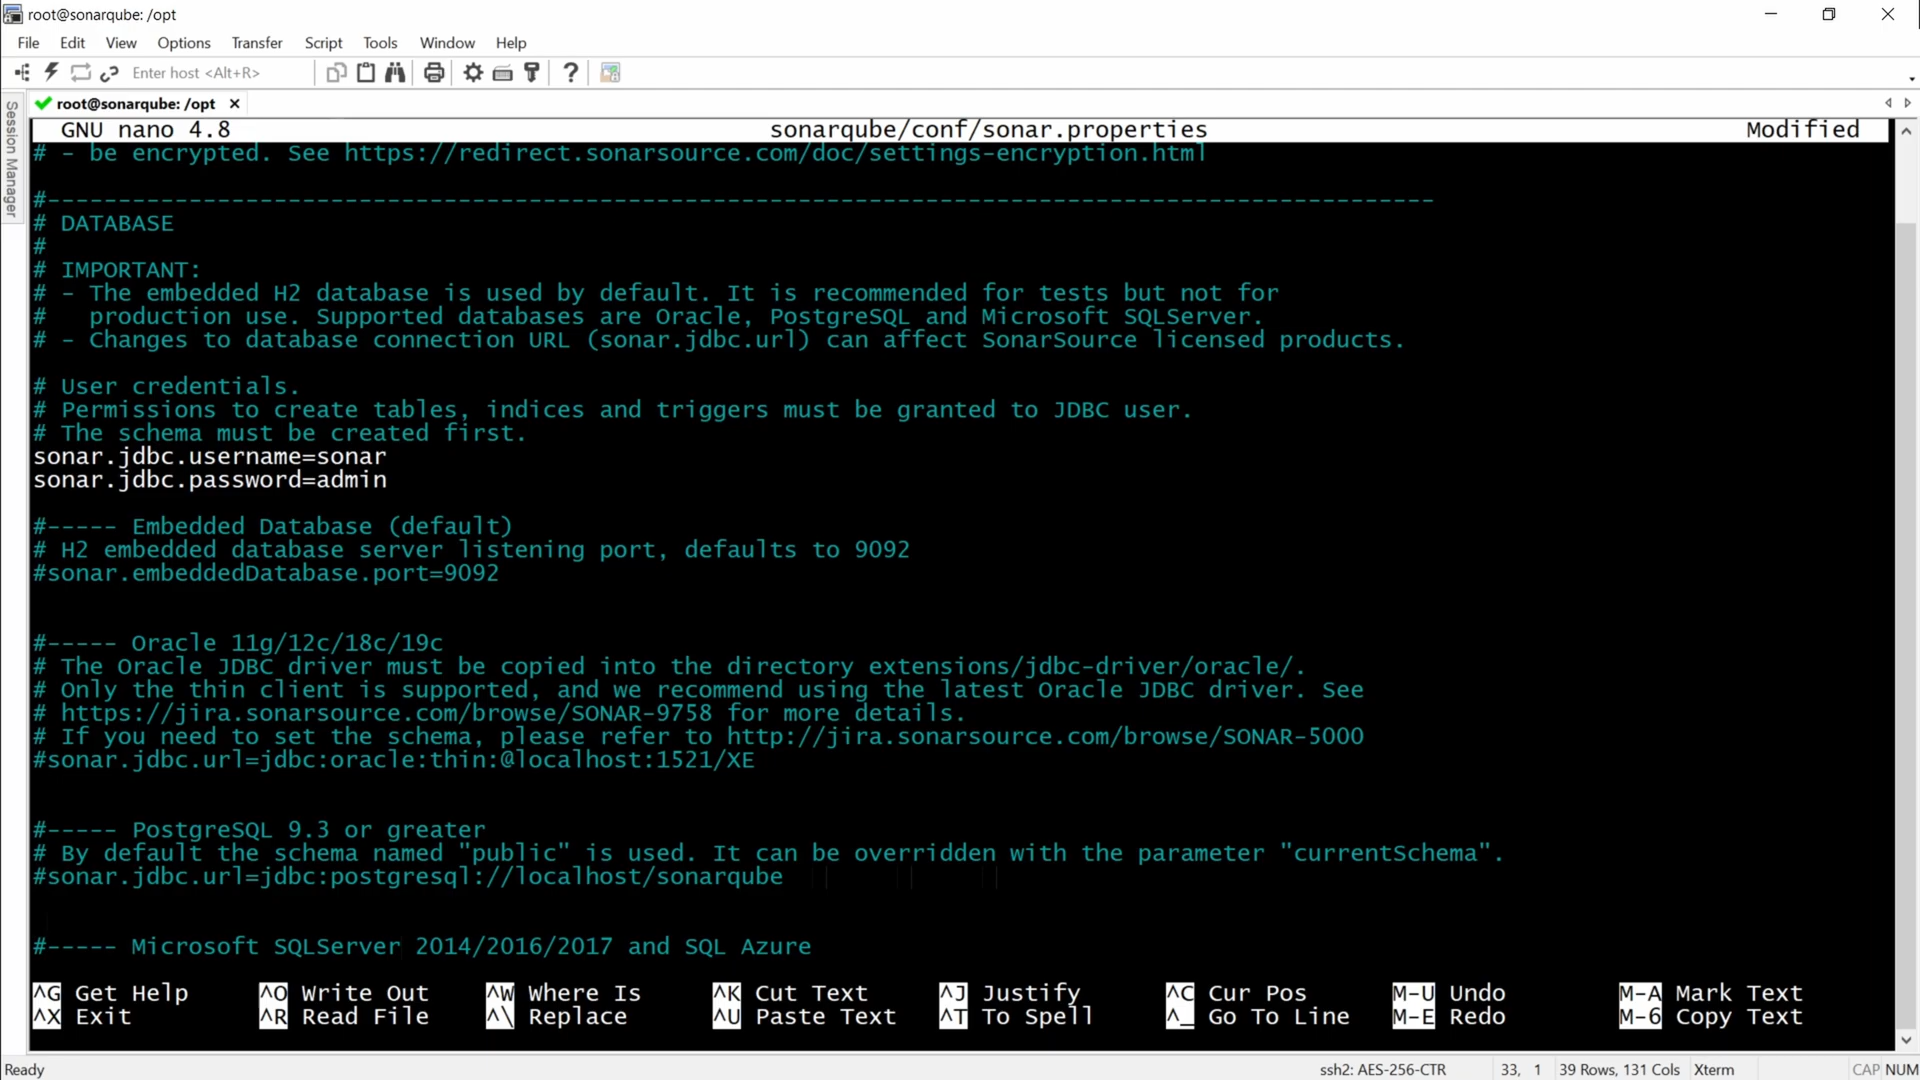 root@sonarqube: /opt
File Edit View Options Transfer Script Tools Window Help
Enter host <Alt+R>
root@sonarqube: /opt
Session Manager
GNU nano 4.8 sonarqube/conf/sonar.properties Modified
# - be encrypted. See https://redirect.sonarsource.com/doc/settings-encryption.html
#--------------------------------------------------------------------------------------------------
# DATABASE
#
# IMPORTANT:
# - The embedded H2 database is used by default. It is recommended for tests but not for
#   production use. Supported databases are Oracle, PostgreSQL and Microsoft SQLServer.
# - Changes to database connection URL (sonar.jdbc.url) can affect SonarSource licensed products.
# User credentials.
# Permissions to create tables, indices and triggers must be granted to JDBC user.
# The schema must be created first.
sonar.jdbc.username=sonar
sonar.jdbc.password=admin
#----- Embedded Database (default)
# H2 embedded database server listening port, defaults to 9092
#sonar.embeddedDatabase.port=9092
#----- Oracle 11g/12c/18c/19c
# The Oracle JDBC driver must be copied into the directory extensions/jdbc-driver/oracle/.
# Only the thin client is supported, and we recommend using the latest Oracle JDBC driver. See
# https://jira.sonarsource.com/browse/SONAR-9758 for more details.
# If you need to set the schema, please refer to http://jira.sonarsource.com/browse/SONAR-5000
#sonar.jdbc.url=jdbc:oracle:thin:@localhost:1521/XE
#----- PostgreSQL 9.3 or greater
# By default the schema named "public" is used. It can be overridden with the parameter "currentSchema".
#sonar.jdbc.url=jdbc:postgresql://localhost/sonarqube
#----- Microsoft SQLServer 2014/2016/2017 and SQL Azure
^G Get Help ^O Write Out ^W Where Is ^K Cut Text ^J Justify ^C Cur Pos M-U Undo M-A Mark Text
^X Exit ^R Read File ^\ Replace ^U Paste Text ^T To Spell ^_ Go To Line M-E Redo M-6 Copy Text
Ready ssh2: AES-256-CTR 33, 1 39 Rows, 131 Cols Xterm CAP NUM